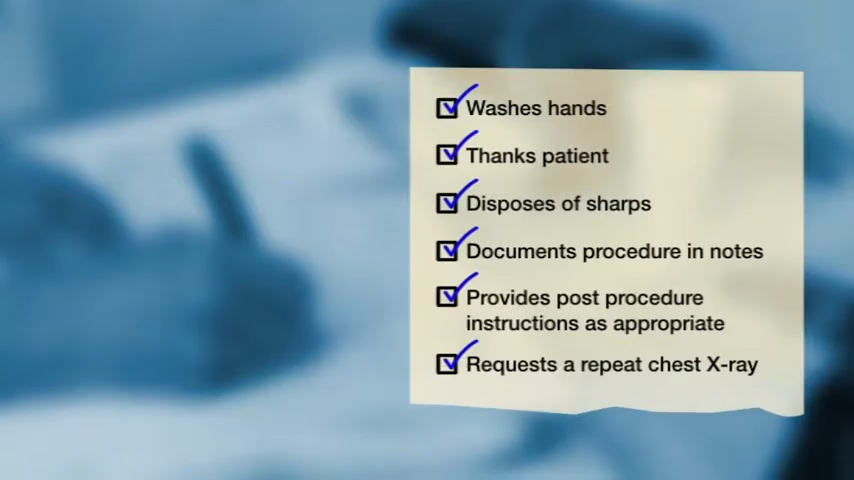 Washes hands
Thanks patient
Disposes of sharps
Documents procedure in notes
Provides post procedure
instructions as appropriate
Requests a repeat chest X-ray